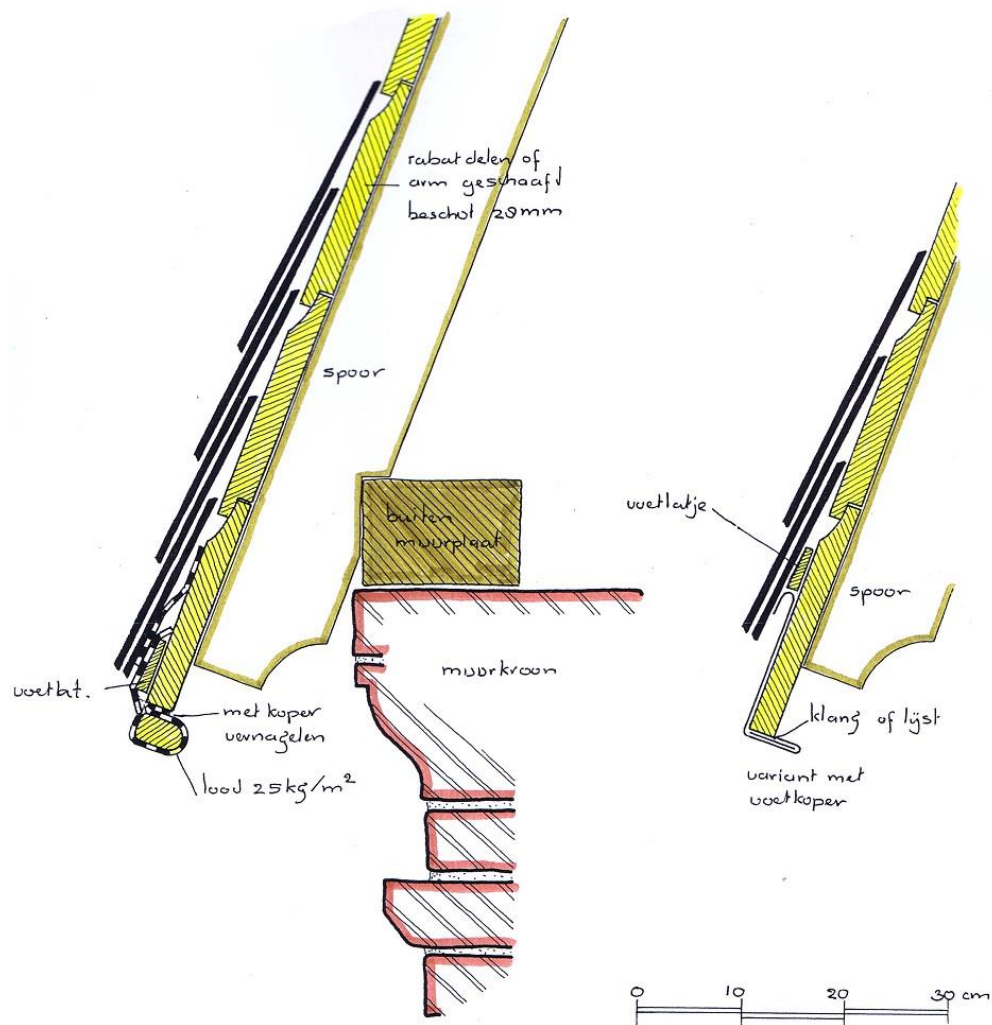 rabatdelen of
arm geschaafd
beschot 28mm
spoor
buiten
muurplaat
muurkroon
voetlat.
met koper
vernagelen
lood 25kg/m²
voetlatje
spoor
klang of lijst
variant met
voetkoper
0 10 20 30 cm